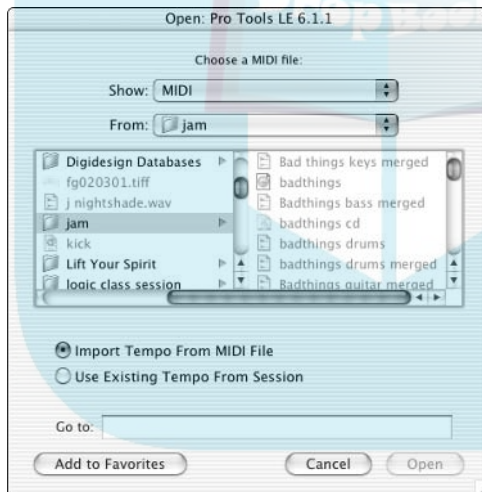 Open: Pro Tools LE 6.1.1
Choose a MIDI file:
Show: MIDI
From: jam
Digidesign Databases
fg020301.tiff
j nightshade.wav
jam
kick
Lift Your Spirit
logic class session
Bad things keys merged
badthings
Badthings bass merged
badthings cd
badthings drums
badthings drums merged
Badthings guitar merged
Import Tempo From MIDI File
Use Existing Tempo From Session
Go to:
Add to Favorites
Cancel
Open